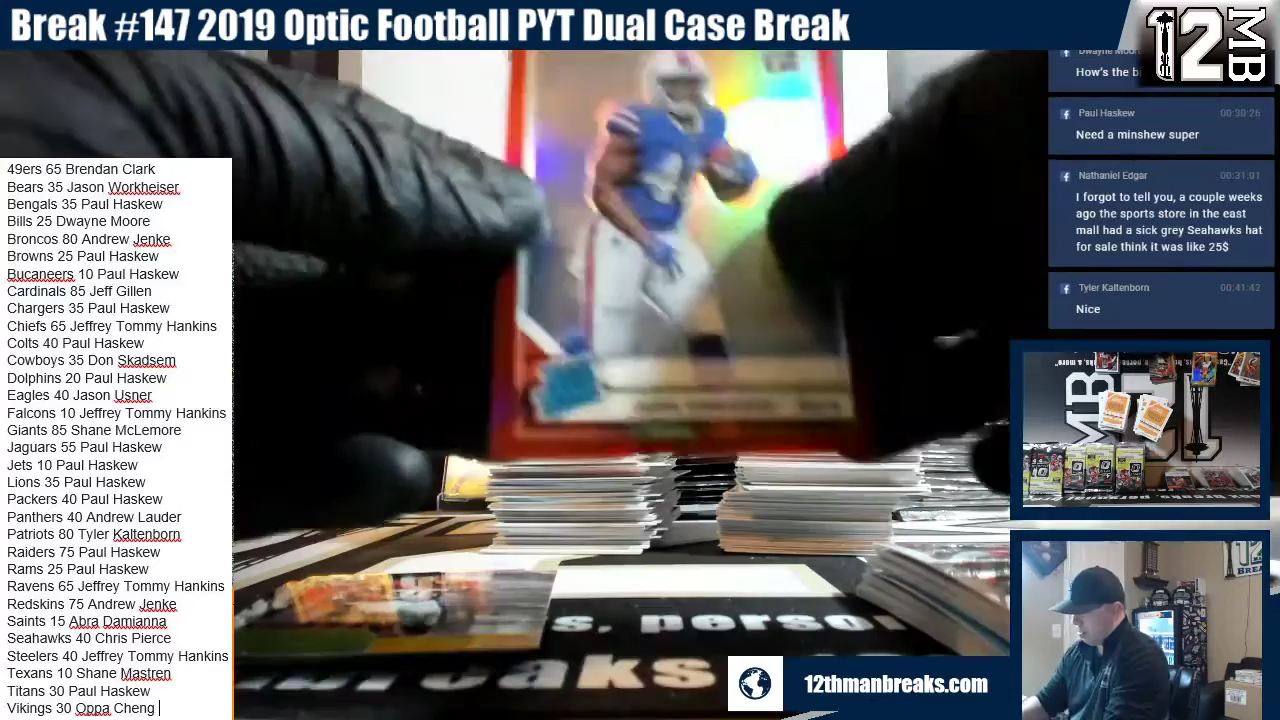 Break #147 2019 Optic Football PYT Dual Case Break
12
MB
49ers 65 Brendan Clark
Bears 35 Jason Workheiser
Bengals 35 Paul Haskew
Bills 25 Dwayne Moore
Broncos 80 Andrew Jenke
Browns 25 Paul Haskew
Bucaneers 10 Paul Haskew
Cardinals 85 Jeff Gillen
Chargers 35 Paul Haskew
Chiefs 65 Jeffrey Tommy Hankins
Colts 40 Paul Haskew
Cowboys 35 Don Skadsem
Dolphins 20 Paul Haskew
Eagles 40 Jason Usner
Falcons 10 Jeffrey Tommy Hankins
Giants 85 Shane McLemore
Jaguars 55 Paul Haskew
Jets 10 Paul Haskew
Lions 35 Paul Haskew
Packers 40 Paul Haskew
Panthers 40 Andrew Lauder
Patriots 80 Tyler Kaltenborn
Raiders 75 Paul Haskew
Rams 25 Paul Haskew
Ravens 65 Jeffrey Tommy Hankins
Redskins 75 Andrew Jenke
Saints 15 Abra Damianna
Seahawks 40 Chris Pierce
Steelers 40 Jeffrey Tommy Hankins
Texans 10 Shane Mastren
Titans 30 Paul Haskew
Vikings 30 Oppa Cheng
How's the
Paul Haskew 00:30:26
Need a minshew super
Nathaniel Edgar 00:31:01
I forgot to tell you, a couple weeks
ago the sports store in the east
mall had a sick grey Seahawks hat
for sale think it was like 25$
Tyler Kaltenborn 00:41:42
Nice
MB
s, perso
eaks
12thmanbreaks.com